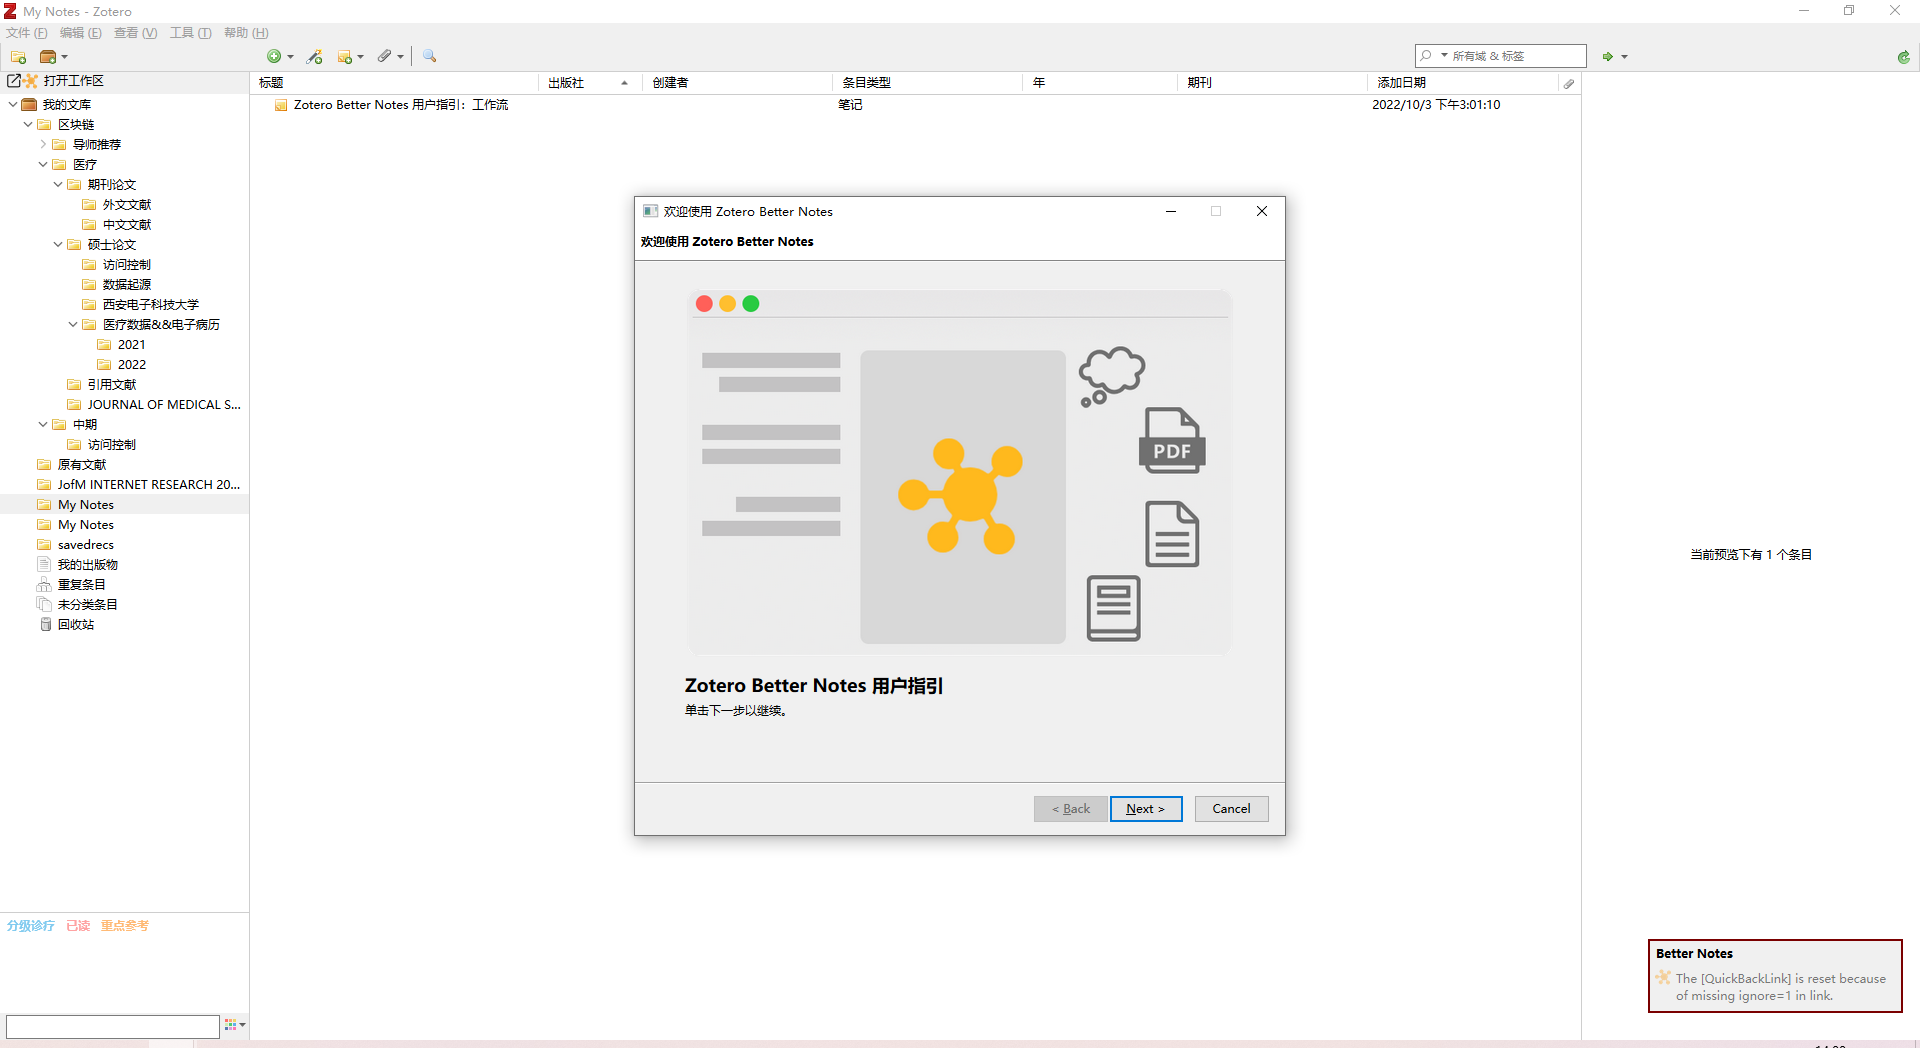 My Notes - Zotero
文件 (F) 编辑 (E) 查看 (V) 工具 (T) 帮助 (H)
所有域 & 标签
打开工作区
标题 出版社 创建者 条目类型 年 期刊 添加日期
Zotero Better Notes 用户指引：工作流 笔记 2022/10/3 下午3:01:10
我的文库
区块链
导师推荐
医疗
期刊论文
外文文献
中文文献
硕士论文
访问控制
数据起源
西安电子科技大学
医疗数据&&电子病历
2021
2022
引用文献
JOURNAL OF MEDICAL S...
中期
访问控制
原有文献
JofM INTERNET RESEARCH 20...
My Notes
My Notes
savedrecs
我的出版物
重复条目
未分类条目
回收站
分级诊疗 已读 重点参考
欢迎使用 Zotero Better Notes
欢迎使用 Zotero Better Notes
PDF
Zotero Better Notes 用户指引
单击下一步以继续。
< Back Next > Cancel
当前预览下有 1 个条目
Better Notes
The [QuickBackLink] is reset because
of missing ignore=1 in link.